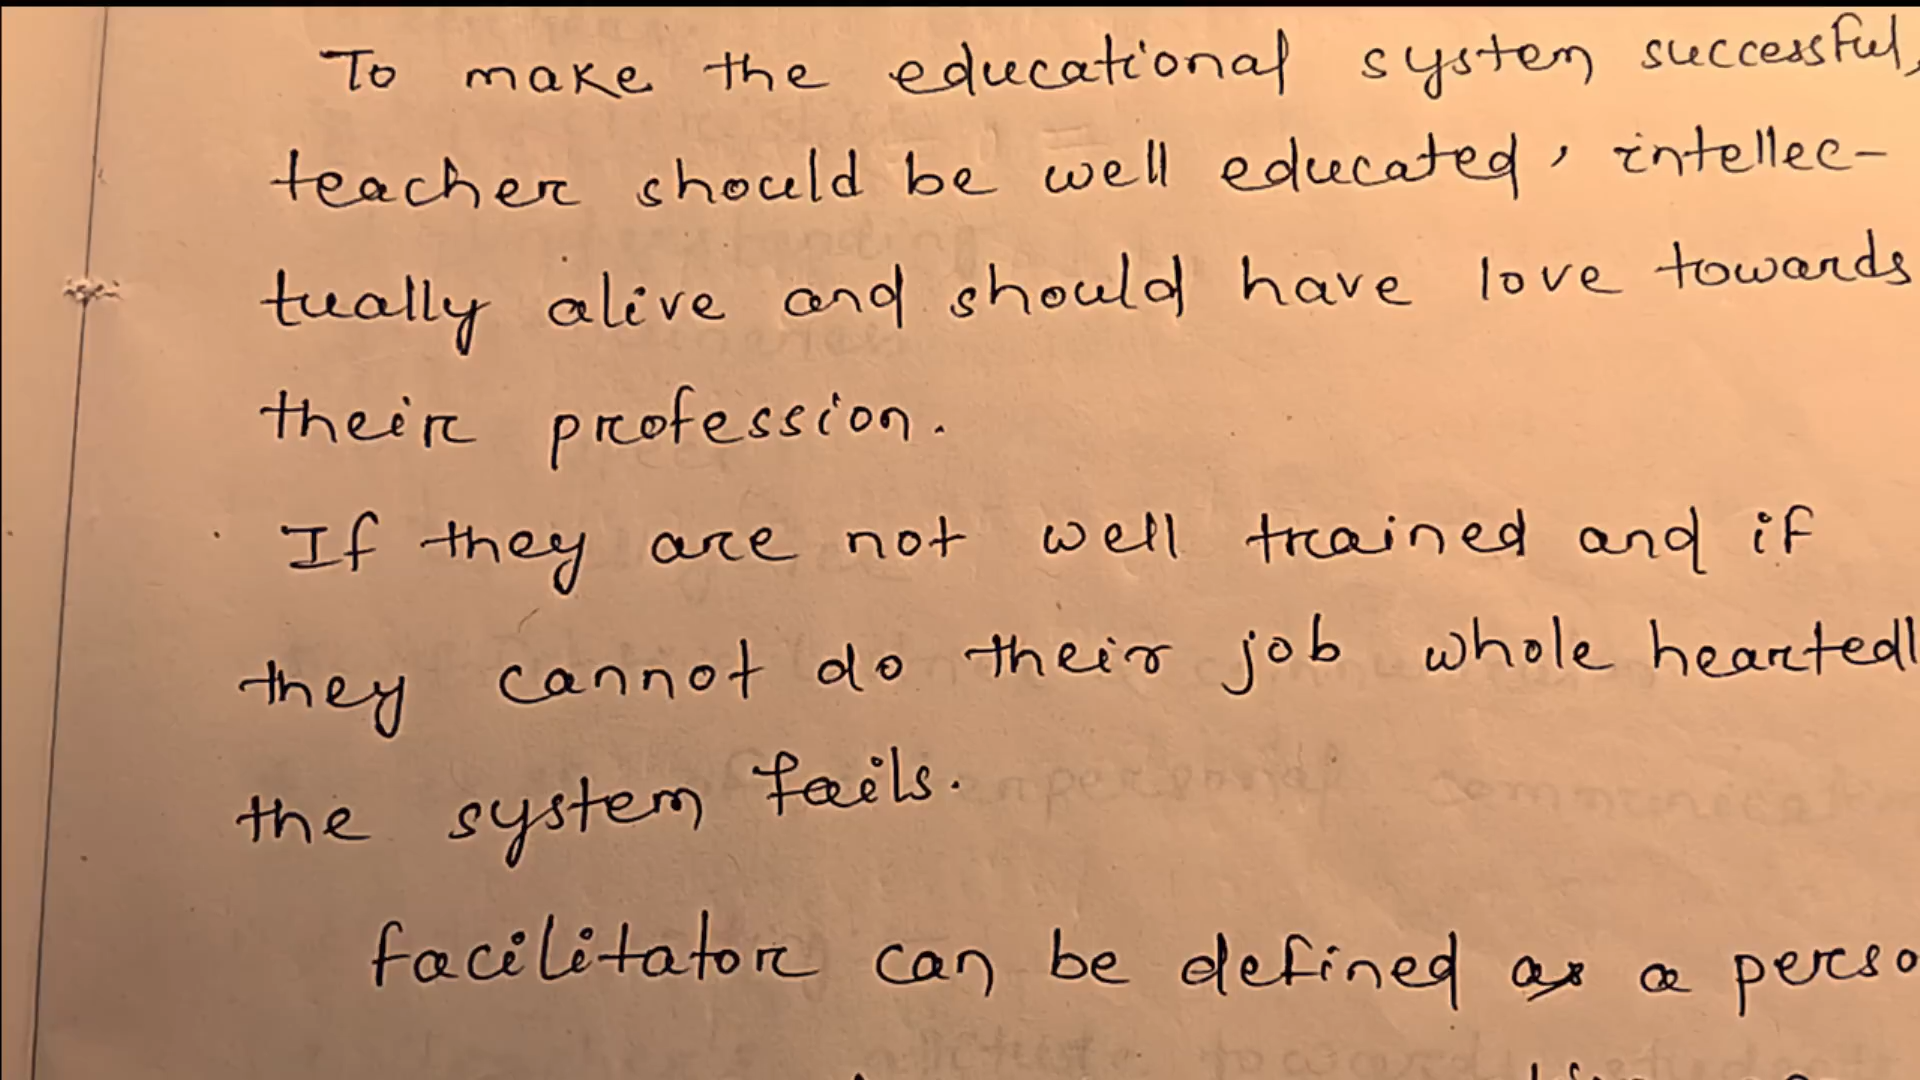 To make the educational system successful,
teacher should be well educated, intellec-
tually alive and should have love towards
their profession.
If they are not well trained and if
they cannot do their job whole heartedl
the system fails.
facilitator can be defined as a perso